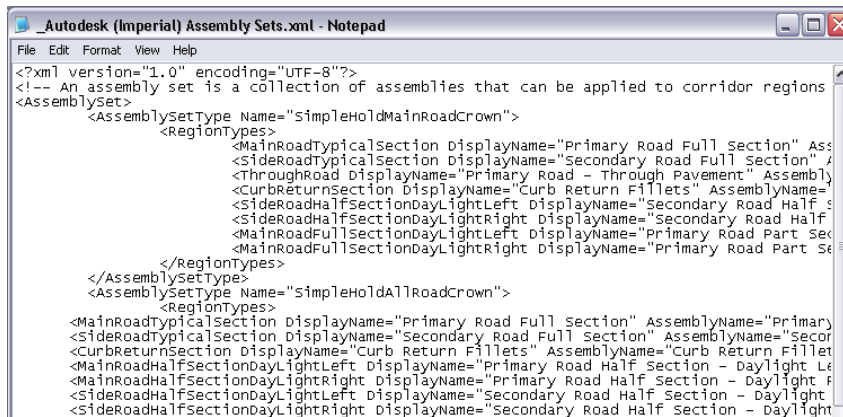 _Autodesk (Imperial) Assembly Sets.xml - Notepad
File Edit Format View Help
<?xml version="1.0" encoding="UTF-8"?>
<!-- An assembly set is a collection of assemblies that can be applied to corridor regions
<AssemblySet>
<AssemblySetType Name="SimpleHoldMainRoadCrown">
<RegionTypes>
<MainRoadTypicalSection DisplayName="Primary Road Full Section" Ass
<SideRoadTypicalSection DisplayName="Secondary Road Full Section" A
<ThroughRoad DisplayName="Primary Road - Through Pavement" Assembly
<CurbReturnSection DisplayName="Curb Return Fillets" AssemblyName="
<SideRoadHalfSectionDayLightLeft DisplayName="Secondary Road Half S
<SideRoadHalfSectionDayLightRight DisplayName="Secondary Road Half
<MainRoadFullSectionDayLightLeft DisplayName="Primary Road Part Sec
<MainRoadFullSectionDayLightRight DisplayName="Primary Road Part Se
</RegionTypes>
</AssemblySetType>
<AssemblySetType Name="SimpleHoldAllRoadCrown">
<RegionTypes>
<MainRoadTypicalSection DisplayName="Primary Road Full Section" AssemblyName="Primary
<SideRoadTypicalSection DisplayName="Secondary Road Full Section" AssemblyName="Secon
<CurbReturnSection DisplayName="Curb Return Fillets" AssemblyName="Curb Return Fillet
<MainRoadHalfSectionDayLightLeft DisplayName="Primary Road Half Section - Daylight Le
<MainRoadHalfSectionDayLightRight DisplayName="Primary Road Half Section - Daylight R
<SideRoadHalfSectionDayLightLeft DisplayName="Secondary Road Half Section - Daylight
<SideRoadHalfSectionDayLightRight DisplayName="Secondary Road Half Section - Dayligh